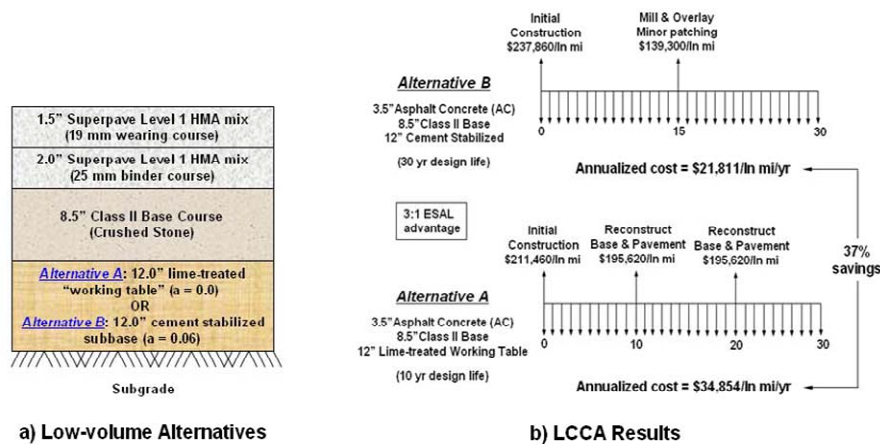 1.5” Superpave Level 1 HMA mix
(19 mm wearing course)
2.0” Superpave Level 1 HMA mix
(25 mm binder course)
8.5” Class II Base Course
(Crushed Stone)
Alternative A: 12.0” lime-treated
“working table” (a = 0.0)
OR
Alternative B: 12.0” cement stabilized
subbase (a = 0.06)
Subgrade
a) Low-volume Alternatives
Initial
Construction
$237,860/ln mi
Mill & Overlay
Minor patching
$139,300/ln mi
Alternative B
3.5”Asphalt Concrete (AC)
8.5”Class II Base
12” Cement Stabilized
(30 yr design life)
0
15
30
Annualized cost = $21,811/ln mi/yr
3:1 ESAL
advantage
37%
savings
Initial
Construction
$211,460/ln mi
Reconstruct
Base & Pavement
$195,620/ln mi
Reconstruct
Base & Pavement
$195,620/ln mi
Alternative A
3.5”Asphalt Concrete (AC)
8.5”Class II Base
12” Lime-treated Working Table
(10 yr design life)
0
10
20
30
Annualized cost = $34,854/ln mi/yr
b) LCCA Results